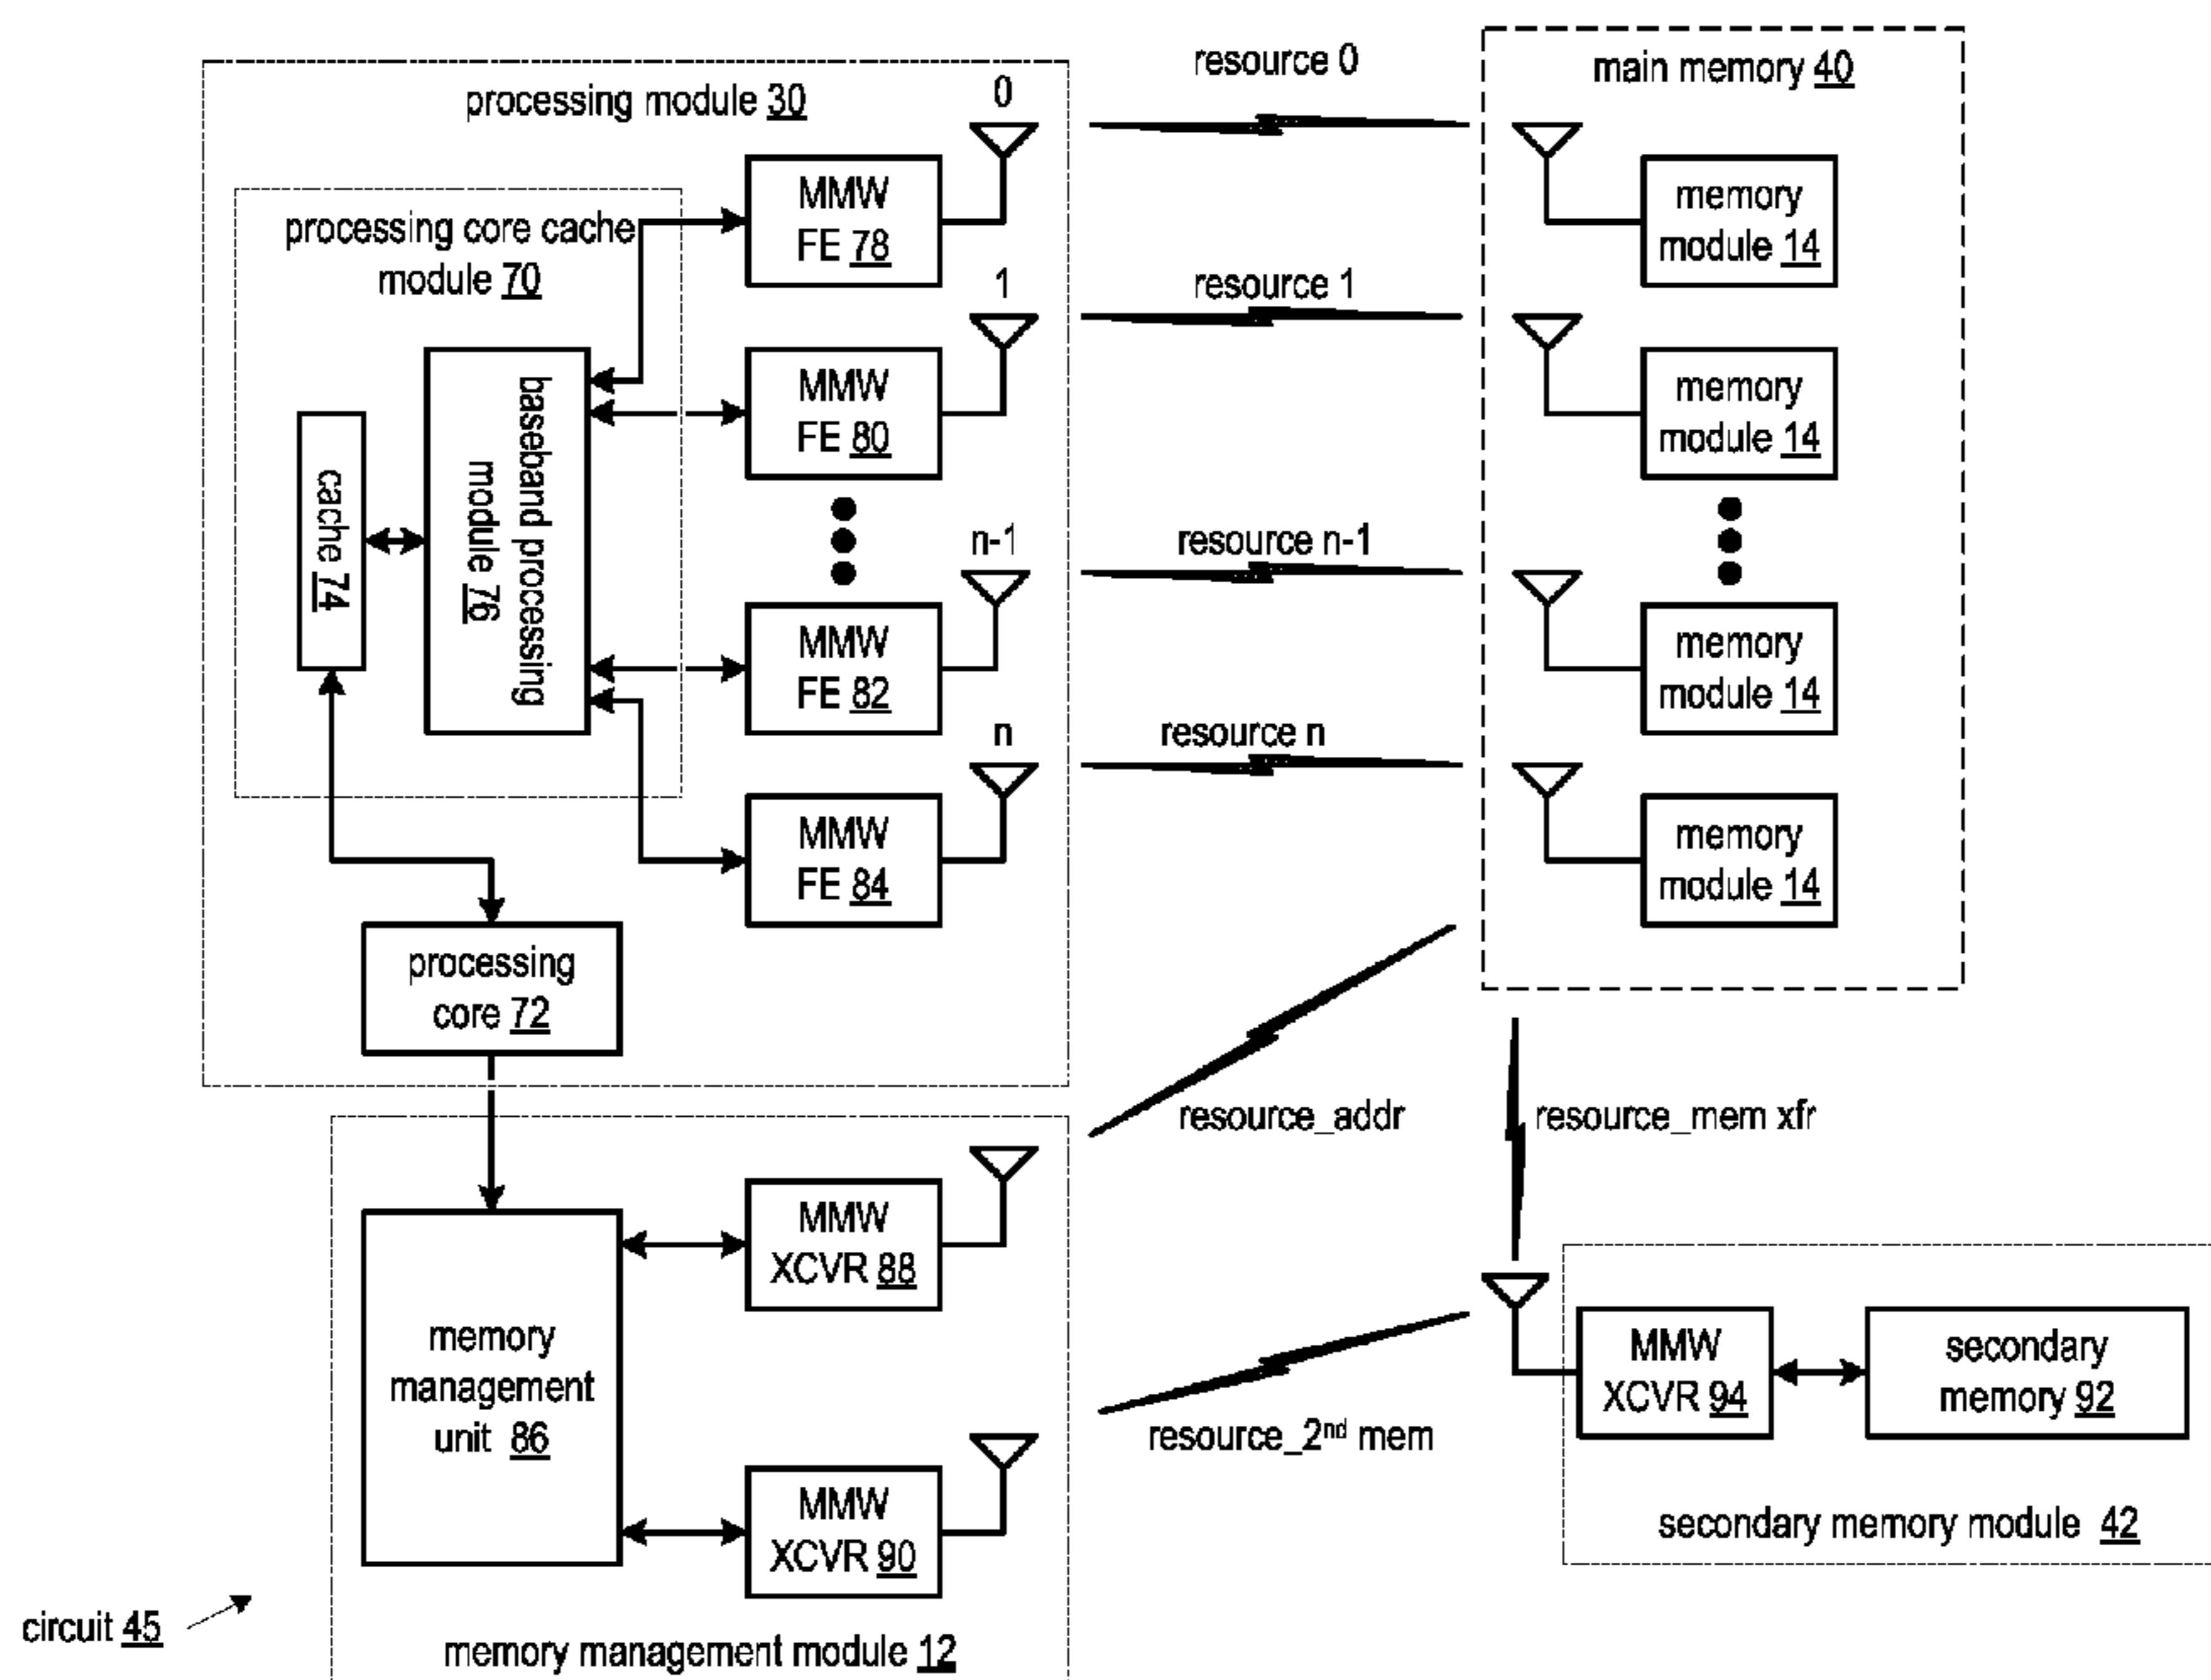 processing module 30
0
resource 0
main memory 40
MMW
FE 78
memory
module 14
processing core cache
module 70
1
resource 1
MMW
FE 80
memory
module 14
baseband processing
module 76
cache 74
n-1
resource n-1
MMW
FE 82
memory
module 14
n
resource n
MMW
FE 84
memory
module 14
processing
core 72
resource_addr
resource_mem xfr
MMW
XCVR 88
memory
management
unit 86
resource_2nd mem
MMW
XCVR 94
secondary
memory 92
MMW
XCVR 90
secondary memory module 42
circuit 45
memory management module 12